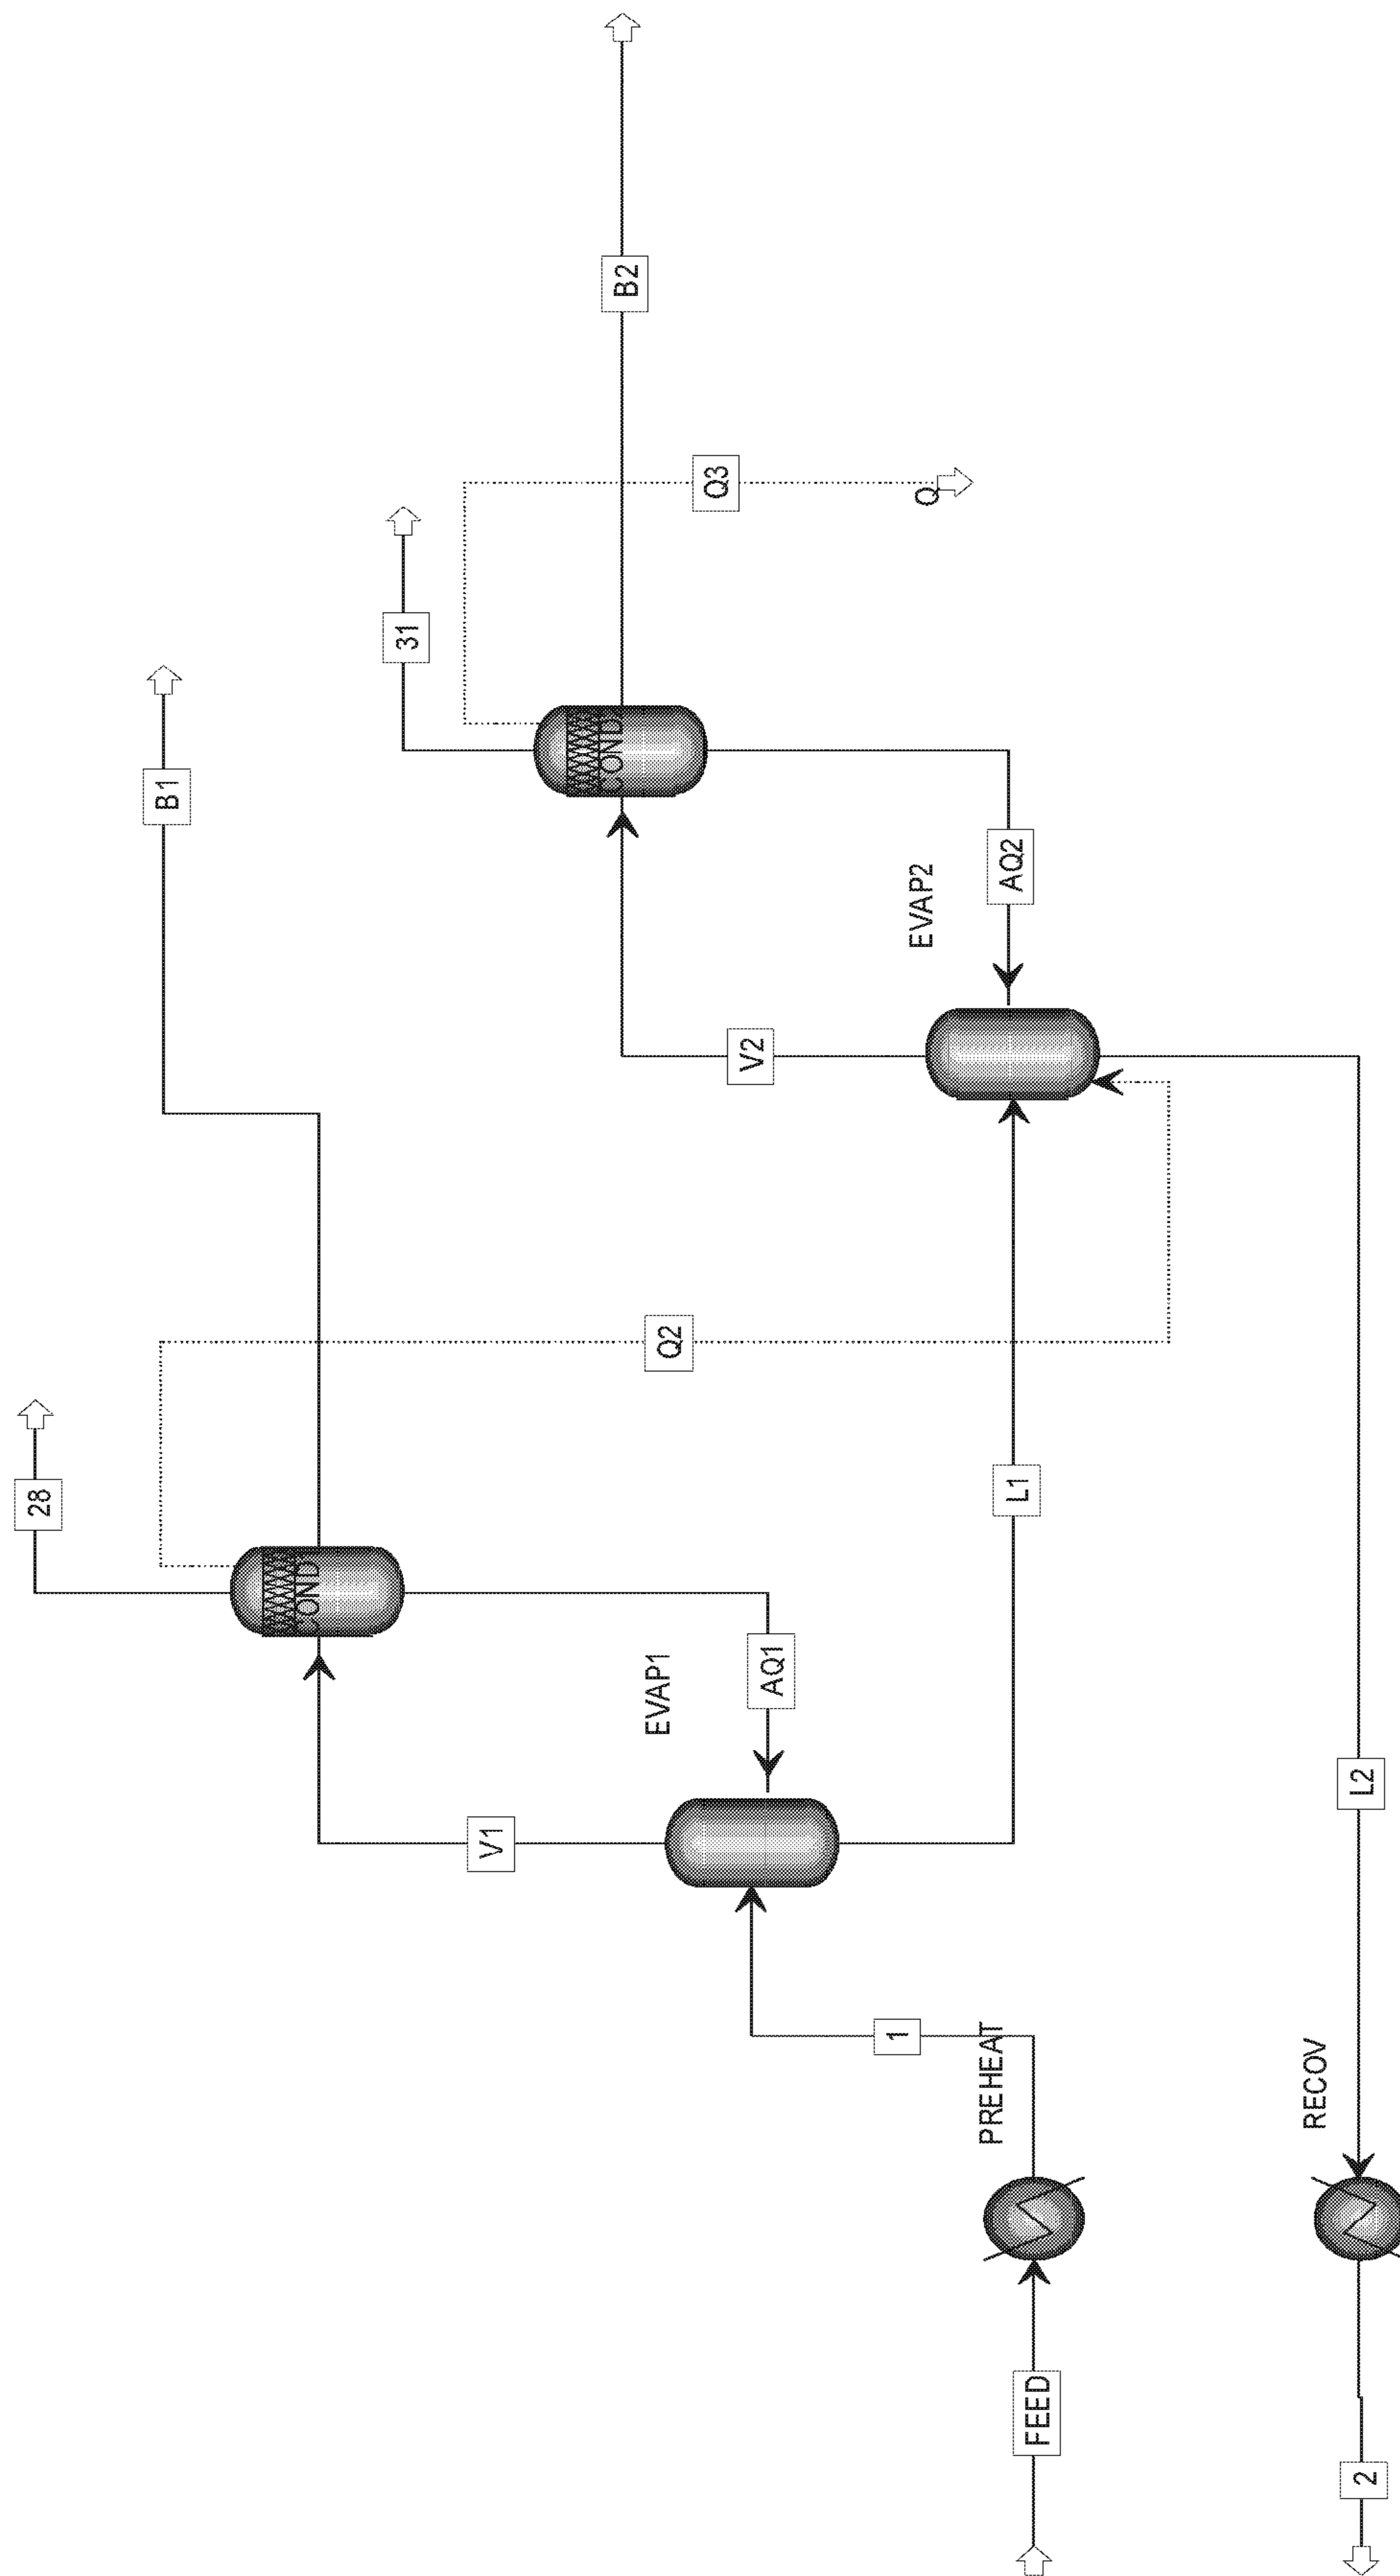 28
B1
COND
31
V1
COND
B2
EVAP1
Q2
Q3
V2
AQ1
1
EVAP2
Q
PREHEAT
AQ2
L1
FEED
RECOV
L2
2